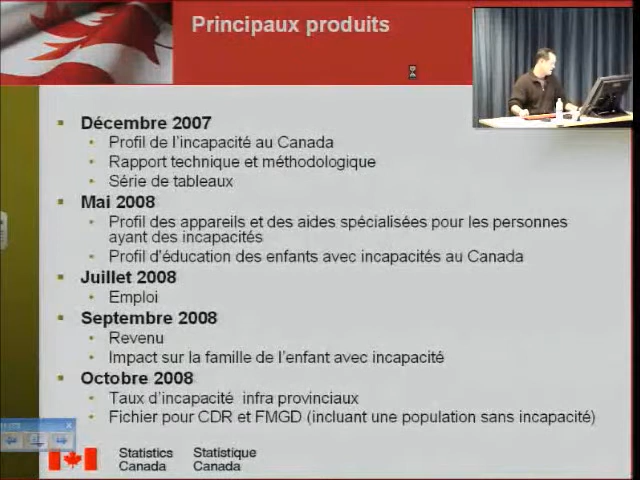 Principaux produits
Décembre 2007
Profil de l'incapacité au Canada
Rapport technique et méthodologique
Série de tableaux
Mai 2008
Profil des appareils et des aides spécialisées pour les personnes
ayant des incapacités
Profil d'éducation des enfants avec incapacités au Canada
Juillet 2008
Emploi
Septembre 2008
Revenu
Impact sur la famille de l'enfant avec incapacité
Octobre 2008
Taux d'incapacité infra provinciaux
Fichier pour CDR et FMGD (incluant une population sans incapacité)
Statistics Statistique
Canada Canada